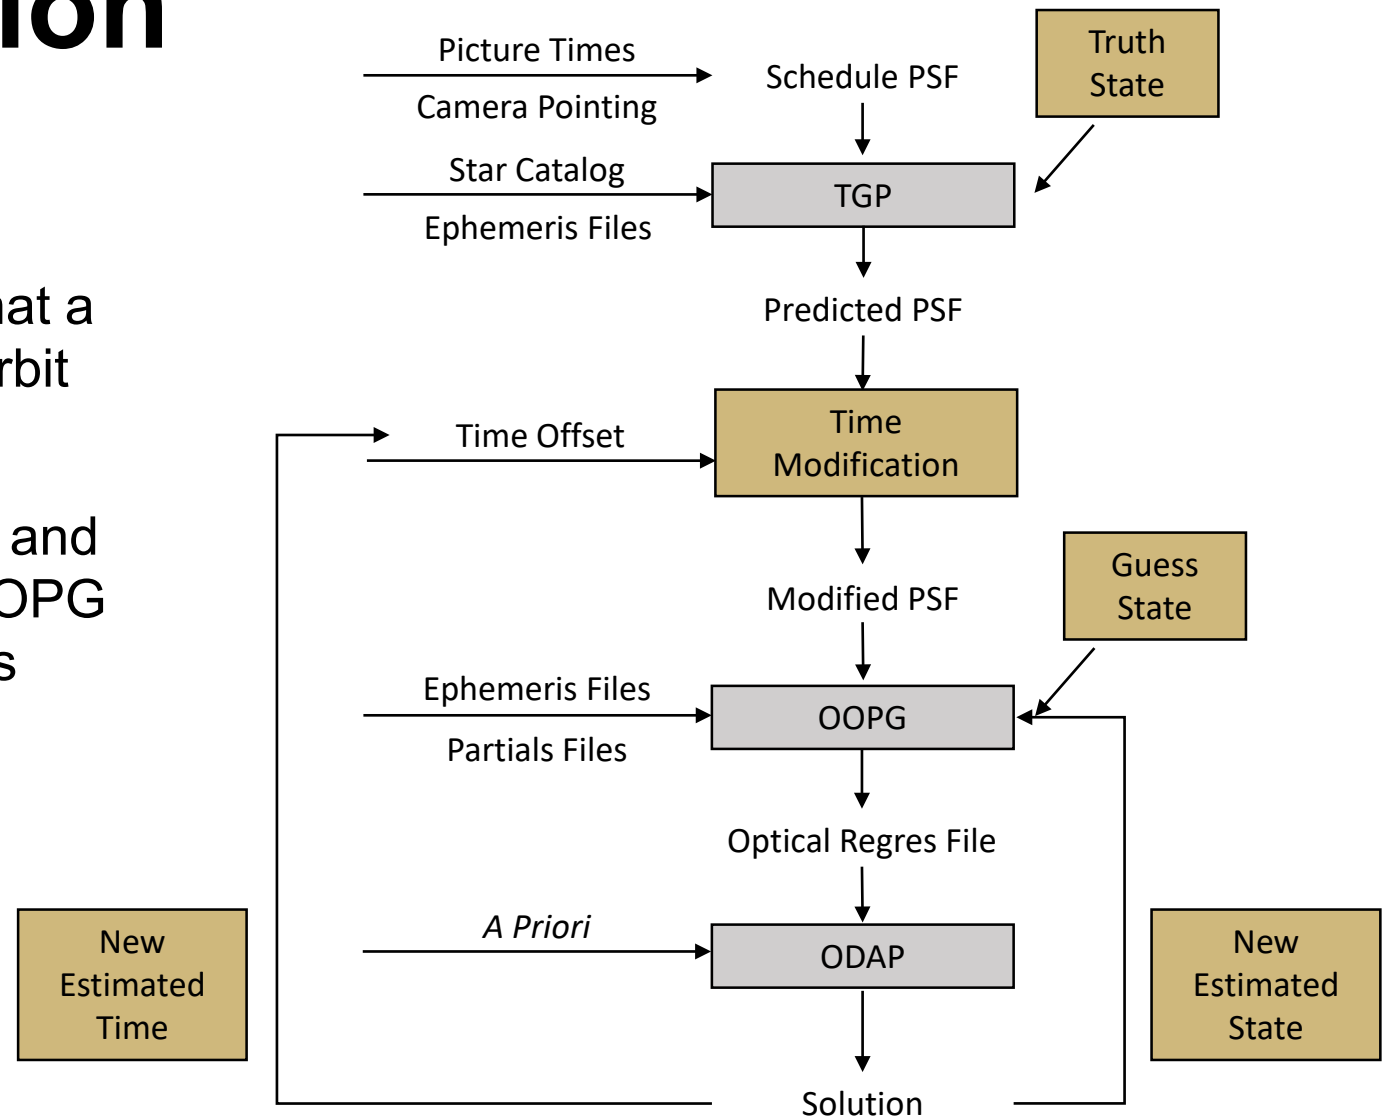 ion
hat a
rbit
and
OPG
s
Picture Times
Camera Pointing
Schedule PSF
Truth
State
Star Catalog
Ephemeris Files
TGP
Predicted PSF
Time Offset
Time
Modification
Modified PSF
Guess
State
Ephemeris Files
Partials Files
OOPG
Optical Regres File
A Priori
ODAP
New
Estimated
Time
New
Estimated
State
Solution